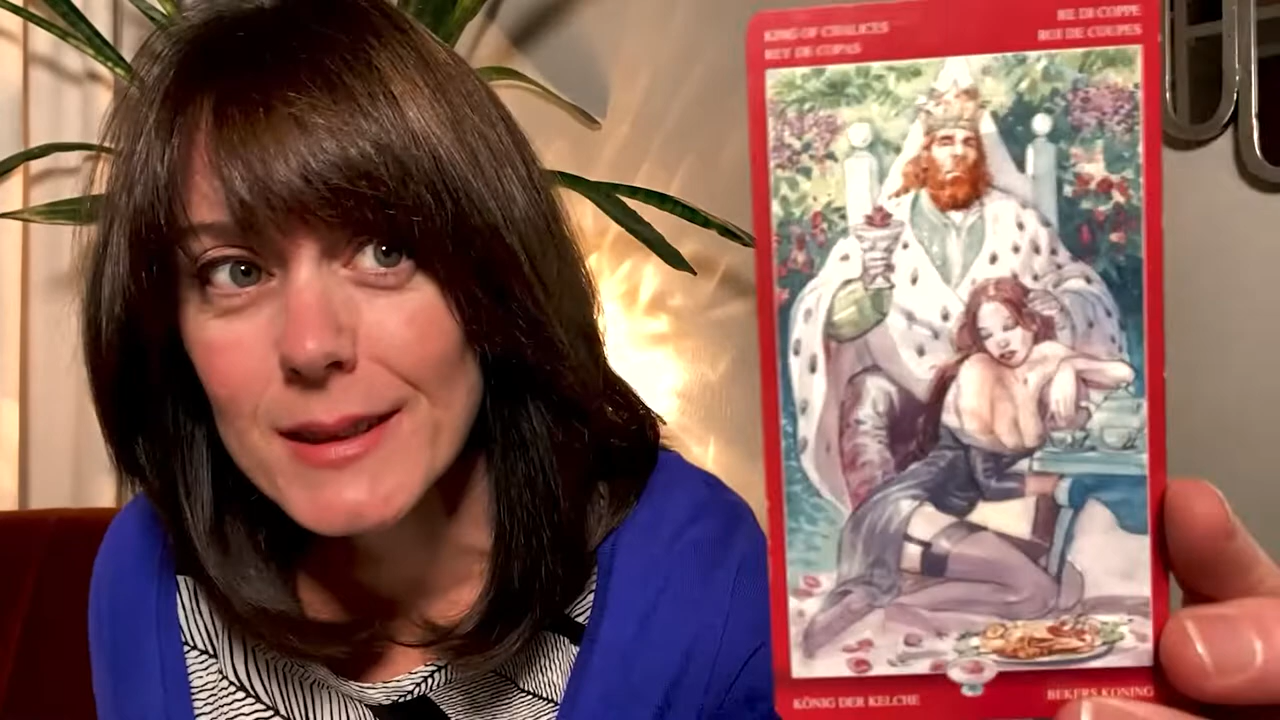 KING OF CHALICES
REY DE COPAS
RE DI COPPE
ROI DE COUPES
KÖNIG DER KELCHE
BEKERS KONING